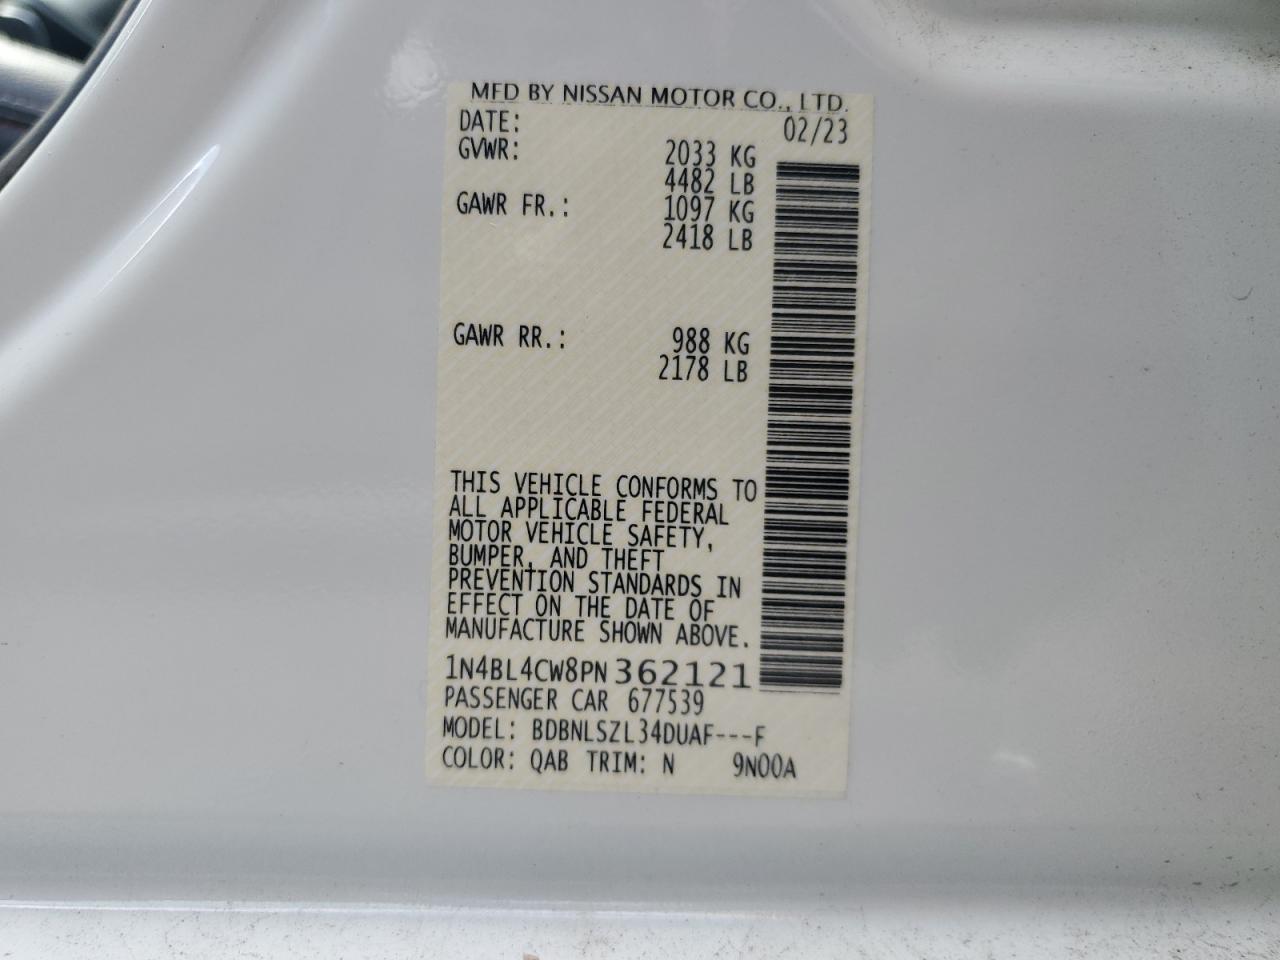 MFD BY NISSAN MOTOR CO., LTD.
DATE: 02/23
GVWR: 2033 KG
4482 LB
GAWR FR.: 1097 KG
2418 LB
GAWR RR.: 988 KG
2178 LB
THIS VEHICLE CONFORMS TO
ALL APPLICABLE FEDERAL
MOTOR VEHICLE SAFETY,
BUMPER, AND THEFT
PREVENTION STANDARDS IN
EFFECT ON THE DATE OF
MANUFACTURE SHOWN ABOVE.
1N4BL4CW8PN362121
PASSENGER CAR 677539
MODEL: BDBNLSZL34DUAF---F
COLOR: QAB TRIM: N 9N00A